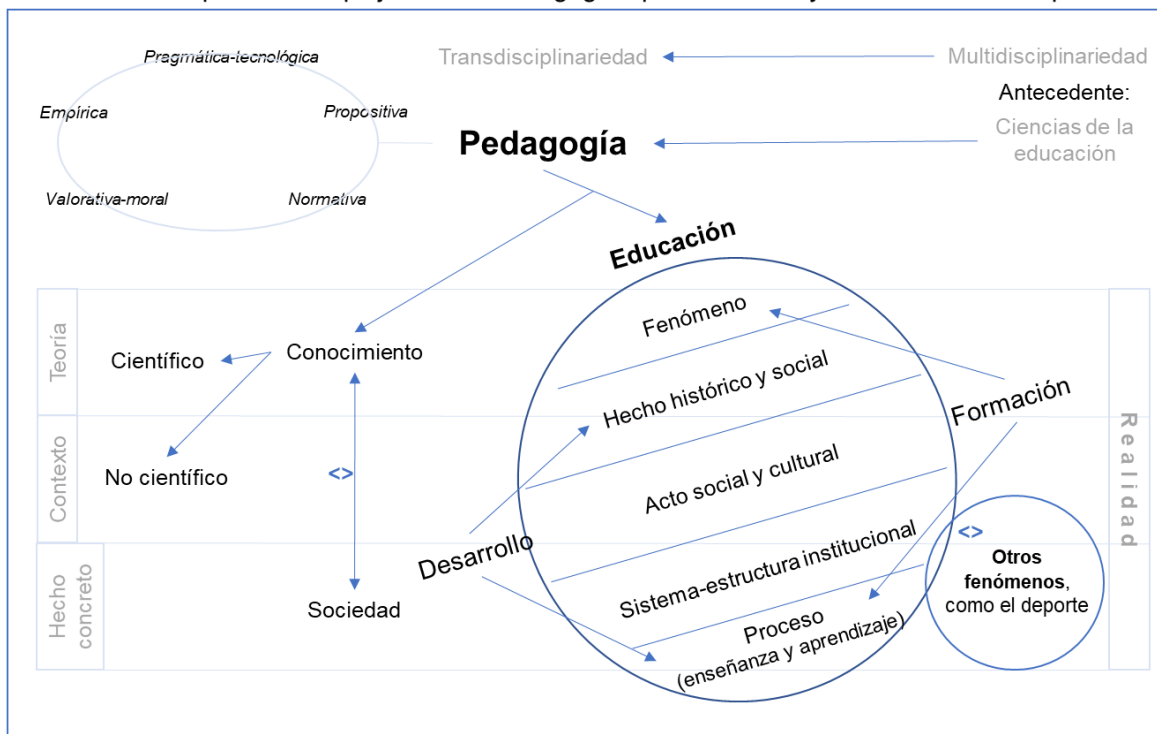 Pragmática-tecnológica
Transdisciplinariedad
Multidisciplinariedad
Antecedente:
Empírica
Propositiva
Pedagogía
Ciencias de la
educación
Valorativa-moral
Normativa
Educación
Fenómeno
Teoría
Científico
Conocimiento
Hecho histórico y social
Formación
Contexto
No científico
<>
Acto social y cultural
Realidad
Desarrollo
Sistema-estructura institucional
<>
Otros
fenómenos,
como el deporte
Hecho
concreto
Sociedad
Proceso
(enseñanza y aprendizaje)